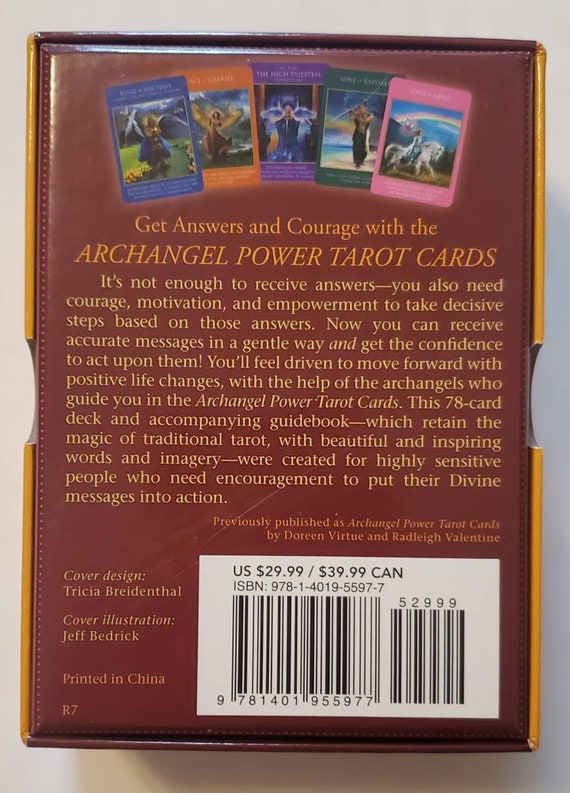 KING of MICHAEL
ACE of GABRIEL
THE HIGH PRIESTESS
NINE of RAPHAEL
Get Answers and Courage with the
ARCHANGEL POWER TAROT CARDS
It's not enough to receive answers—you also need
courage, motivation, and empowerment to take decisive
steps based on those answers. Now you can receive
accurate messages in a gentle way and get the confidence
to act upon them! You'll feel driven to move forward with
positive life changes, with the help of the archangels who
guide you in the Archangel Power Tarot Cards. This 78-card
deck and accompanying guidebook—which retain the
magic of traditional tarot, with beautiful and inspiring
words and imagery—were created for highly sensitive
people who need encouragement to put their Divine
messages into action.
Previously published as Archangel Power Tarot Cards
by Doreen Virtue and Radleigh Valentine
Cover design:
Tricia Breidenthal
Cover illustration:
Jeff Bedrick
Printed in China
R7
US $29.99 / $39.99 CAN
ISBN: 978-1-4019-5597-7
52999
9 781401 955977